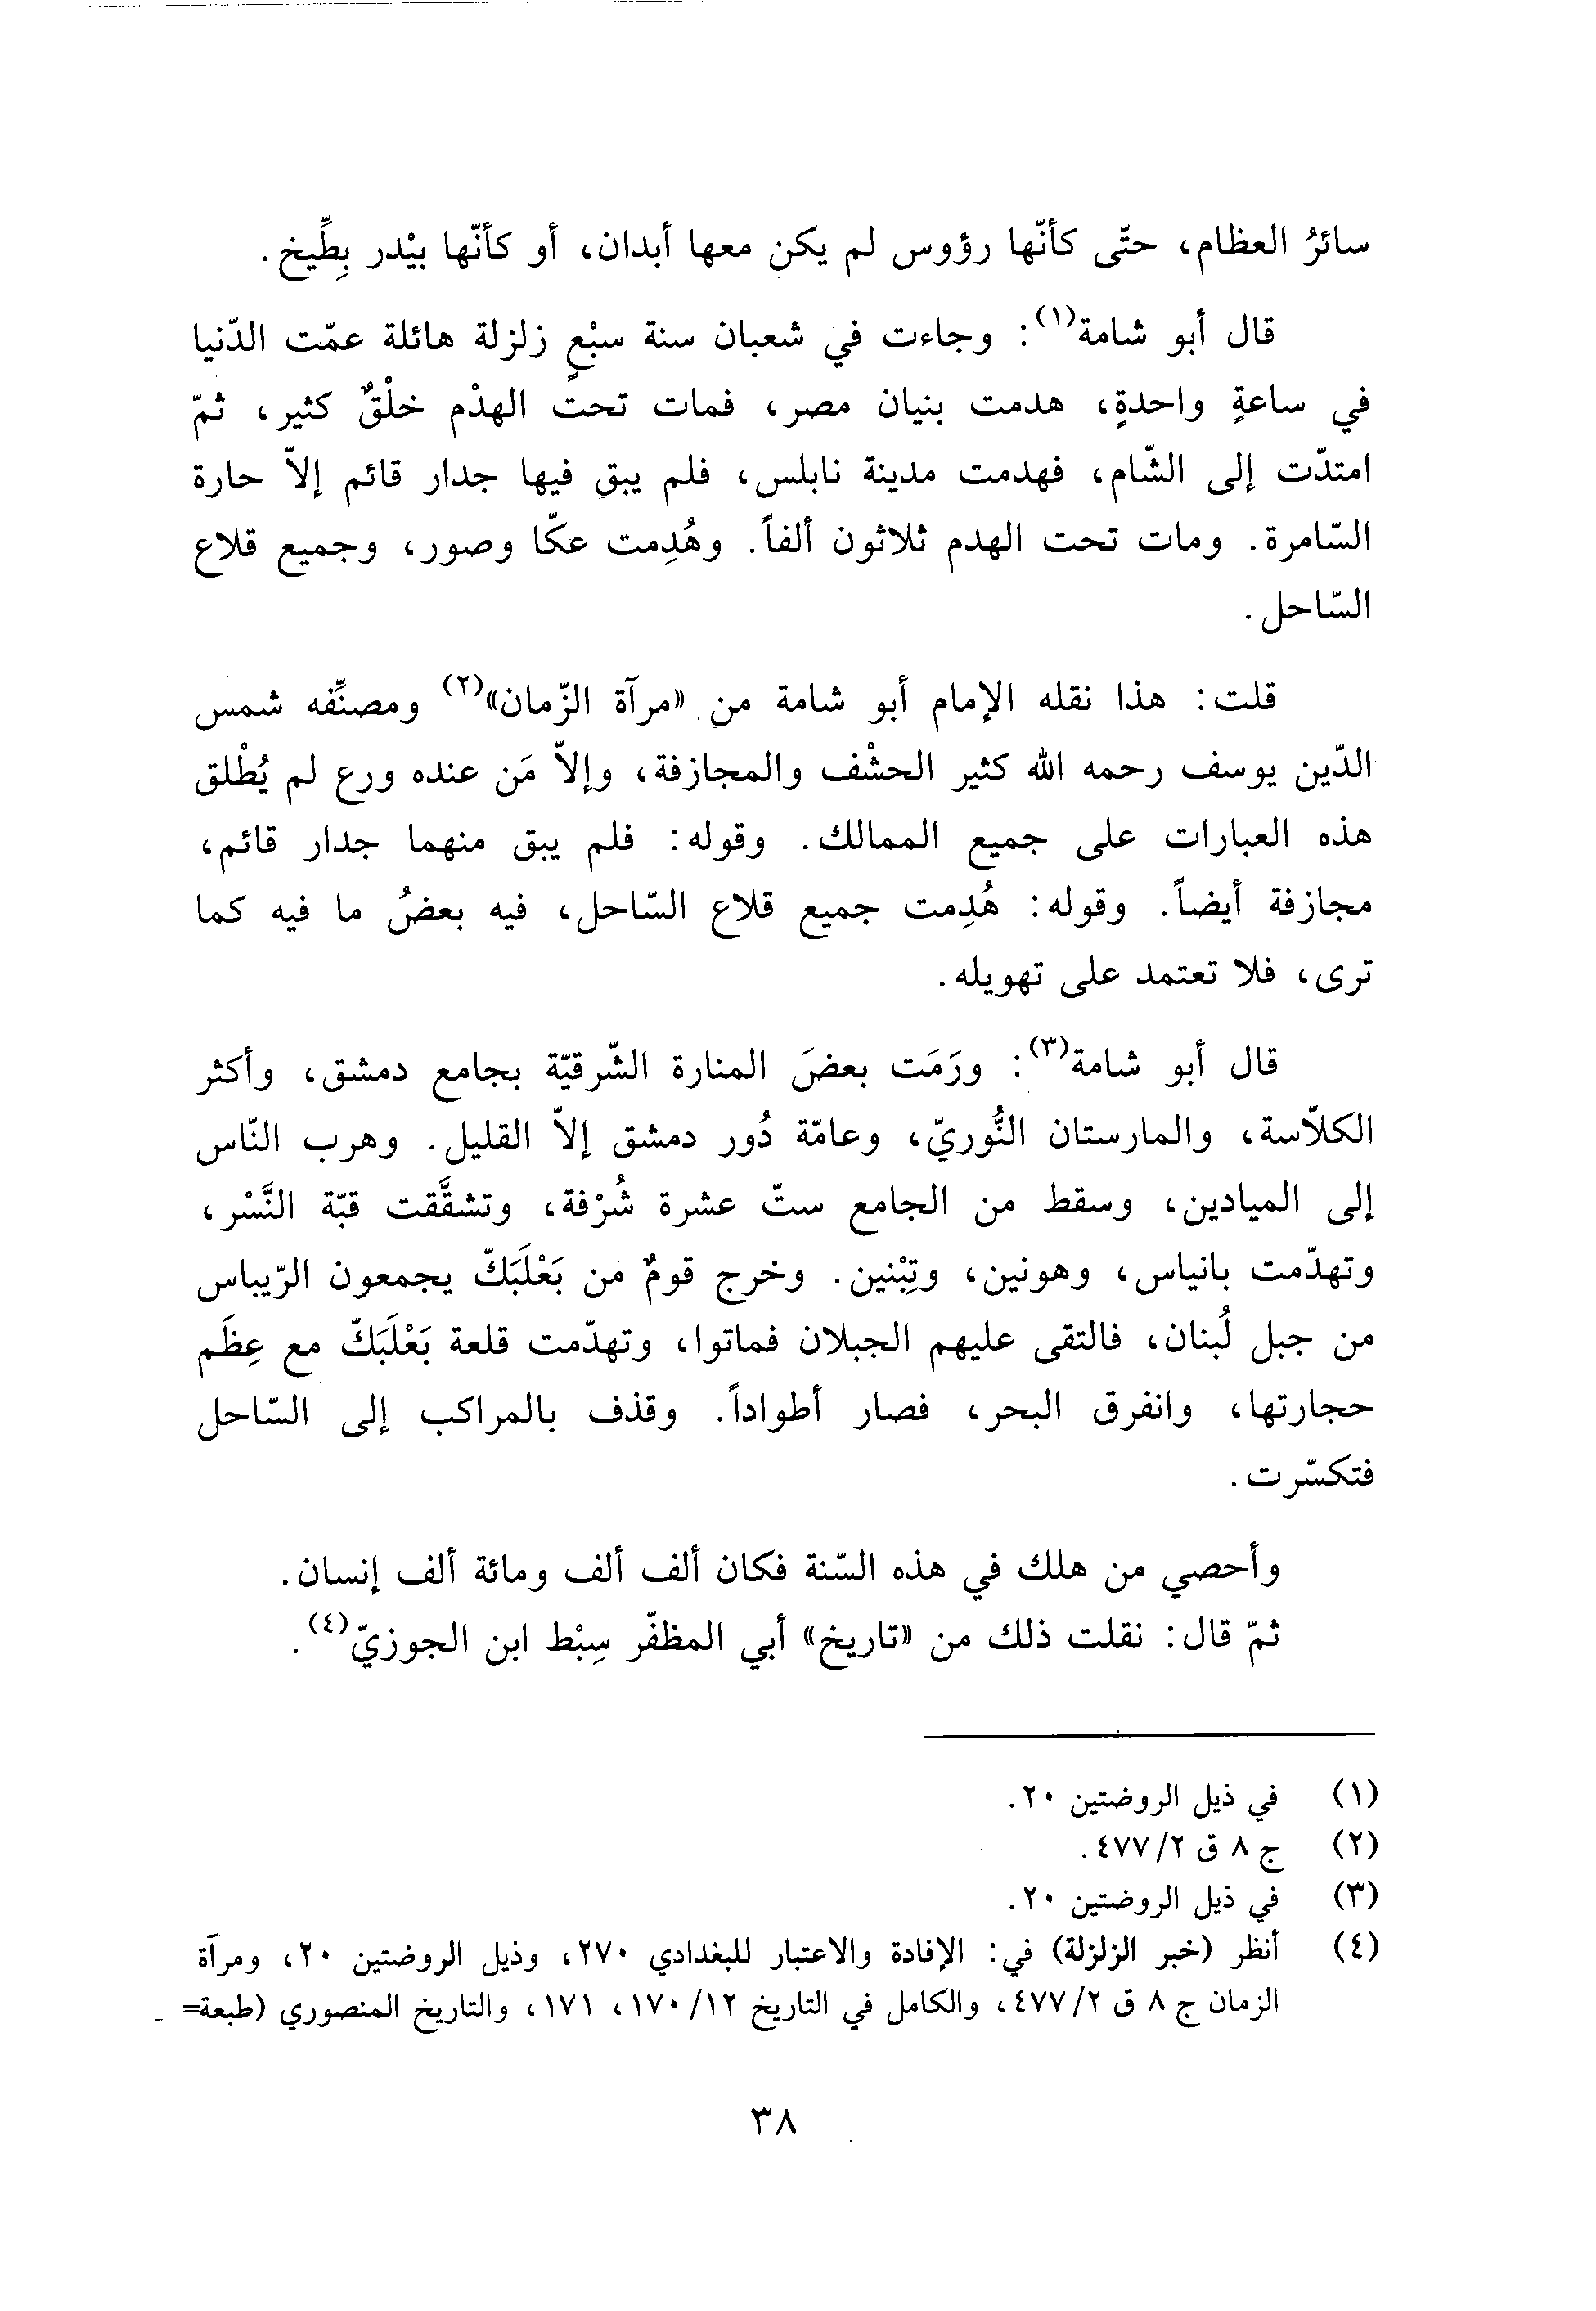 سائرُ العظام، حتّى كأنّها رؤوس لم يكن معها أبدان، أو كأنّها بيْدر بِطِّيخ.
قال أبو شامة(١): وجاءت في شعبان سنة سبْعٍ زلزلة هائلة عمّت الدّنيا
في ساعةٍ واحدةٍ، هدمت بنيان مصر، فمات تحت الهدْم خلْقٌ كثير، ثمّ
امتدّت إلى الشّام، فهدمت مدينة نابلس، فلم يبق فيها جدار قائم إلاّ حارة
السّامرة. ومات تحت الهدم ثلاثون ألفاً. وهُدِمت عكّا وصور، وجميع قلاع
السّاحل.
قلت: هذا نقله الإمام أبو شامة من «مرآة الزّمان»(٢) ومصنِّفه شمس
الدّين يوسف رحمه الله كثير الحشْف والمجازفة، وإلاّ مَن عنده ورع لم يُطْلق
هذه العبارات على جميع الممالك. وقوله: فلم يبق منهما جدار قائم،
مجازفة أيضاً. وقوله: هُدِمت جميع قلاع السّاحل، فيه بعضُ ما فيه كما
ترى، فلا تعتمد على تهويله.
قال أبو شامة(٣): ورَمَت بعضَ المنارة الشّرقيّة بجامع دمشق، وأكثر
الكلاّسة، والمارستان النُّوريّ، وعامّة دُور دمشق إلاّ القليل. وهرب النّاس
إلى الميادين، وسقط من الجامع ستّ عشرة شُرْفة، وتشقَّقت قبّة النَّسْر،
وتهدّمت بانياس، وهونين، وتِبْنين. وخرج قومٌ من بَعْلَبَكّ يجمعون الرّيباس
من جبل لُبنان، فالتقى عليهم الجبلان فماتوا، وتهدّمت قلعة بَعْلَبَكّ مع عِظَم
حجارتها، وانفرق البحر، فصار أطواداً. وقذف بالمراكب إلى السّاحل
فتكسّرت.
وأحصي من هلك في هذه السّنة فكان ألف ألف ومائة ألف إنسان.
ثمّ قال: نقلت ذلك من «تاريخ» أبي المظفّر سِبْط ابن الجوزيّ(٤).
(١) في ذيل الروضتين ٢٠.
(٢) ج ٨ ق ٢/٤٧٧.
(٣) في ذيل الروضتين ٢٠.
(٤) أنظر (خبر الزلزلة) في: الإفادة والاعتبار للبغدادي ٢٧٠، وذيل الروضتين ٢٠، ومرآة
الزمان ج ٨ ق ٢/٤٧٧، والكامل في التاريخ ١٢/١٧٠، ١٧١، والتاريخ المنصوري (طبعة=
٣٨